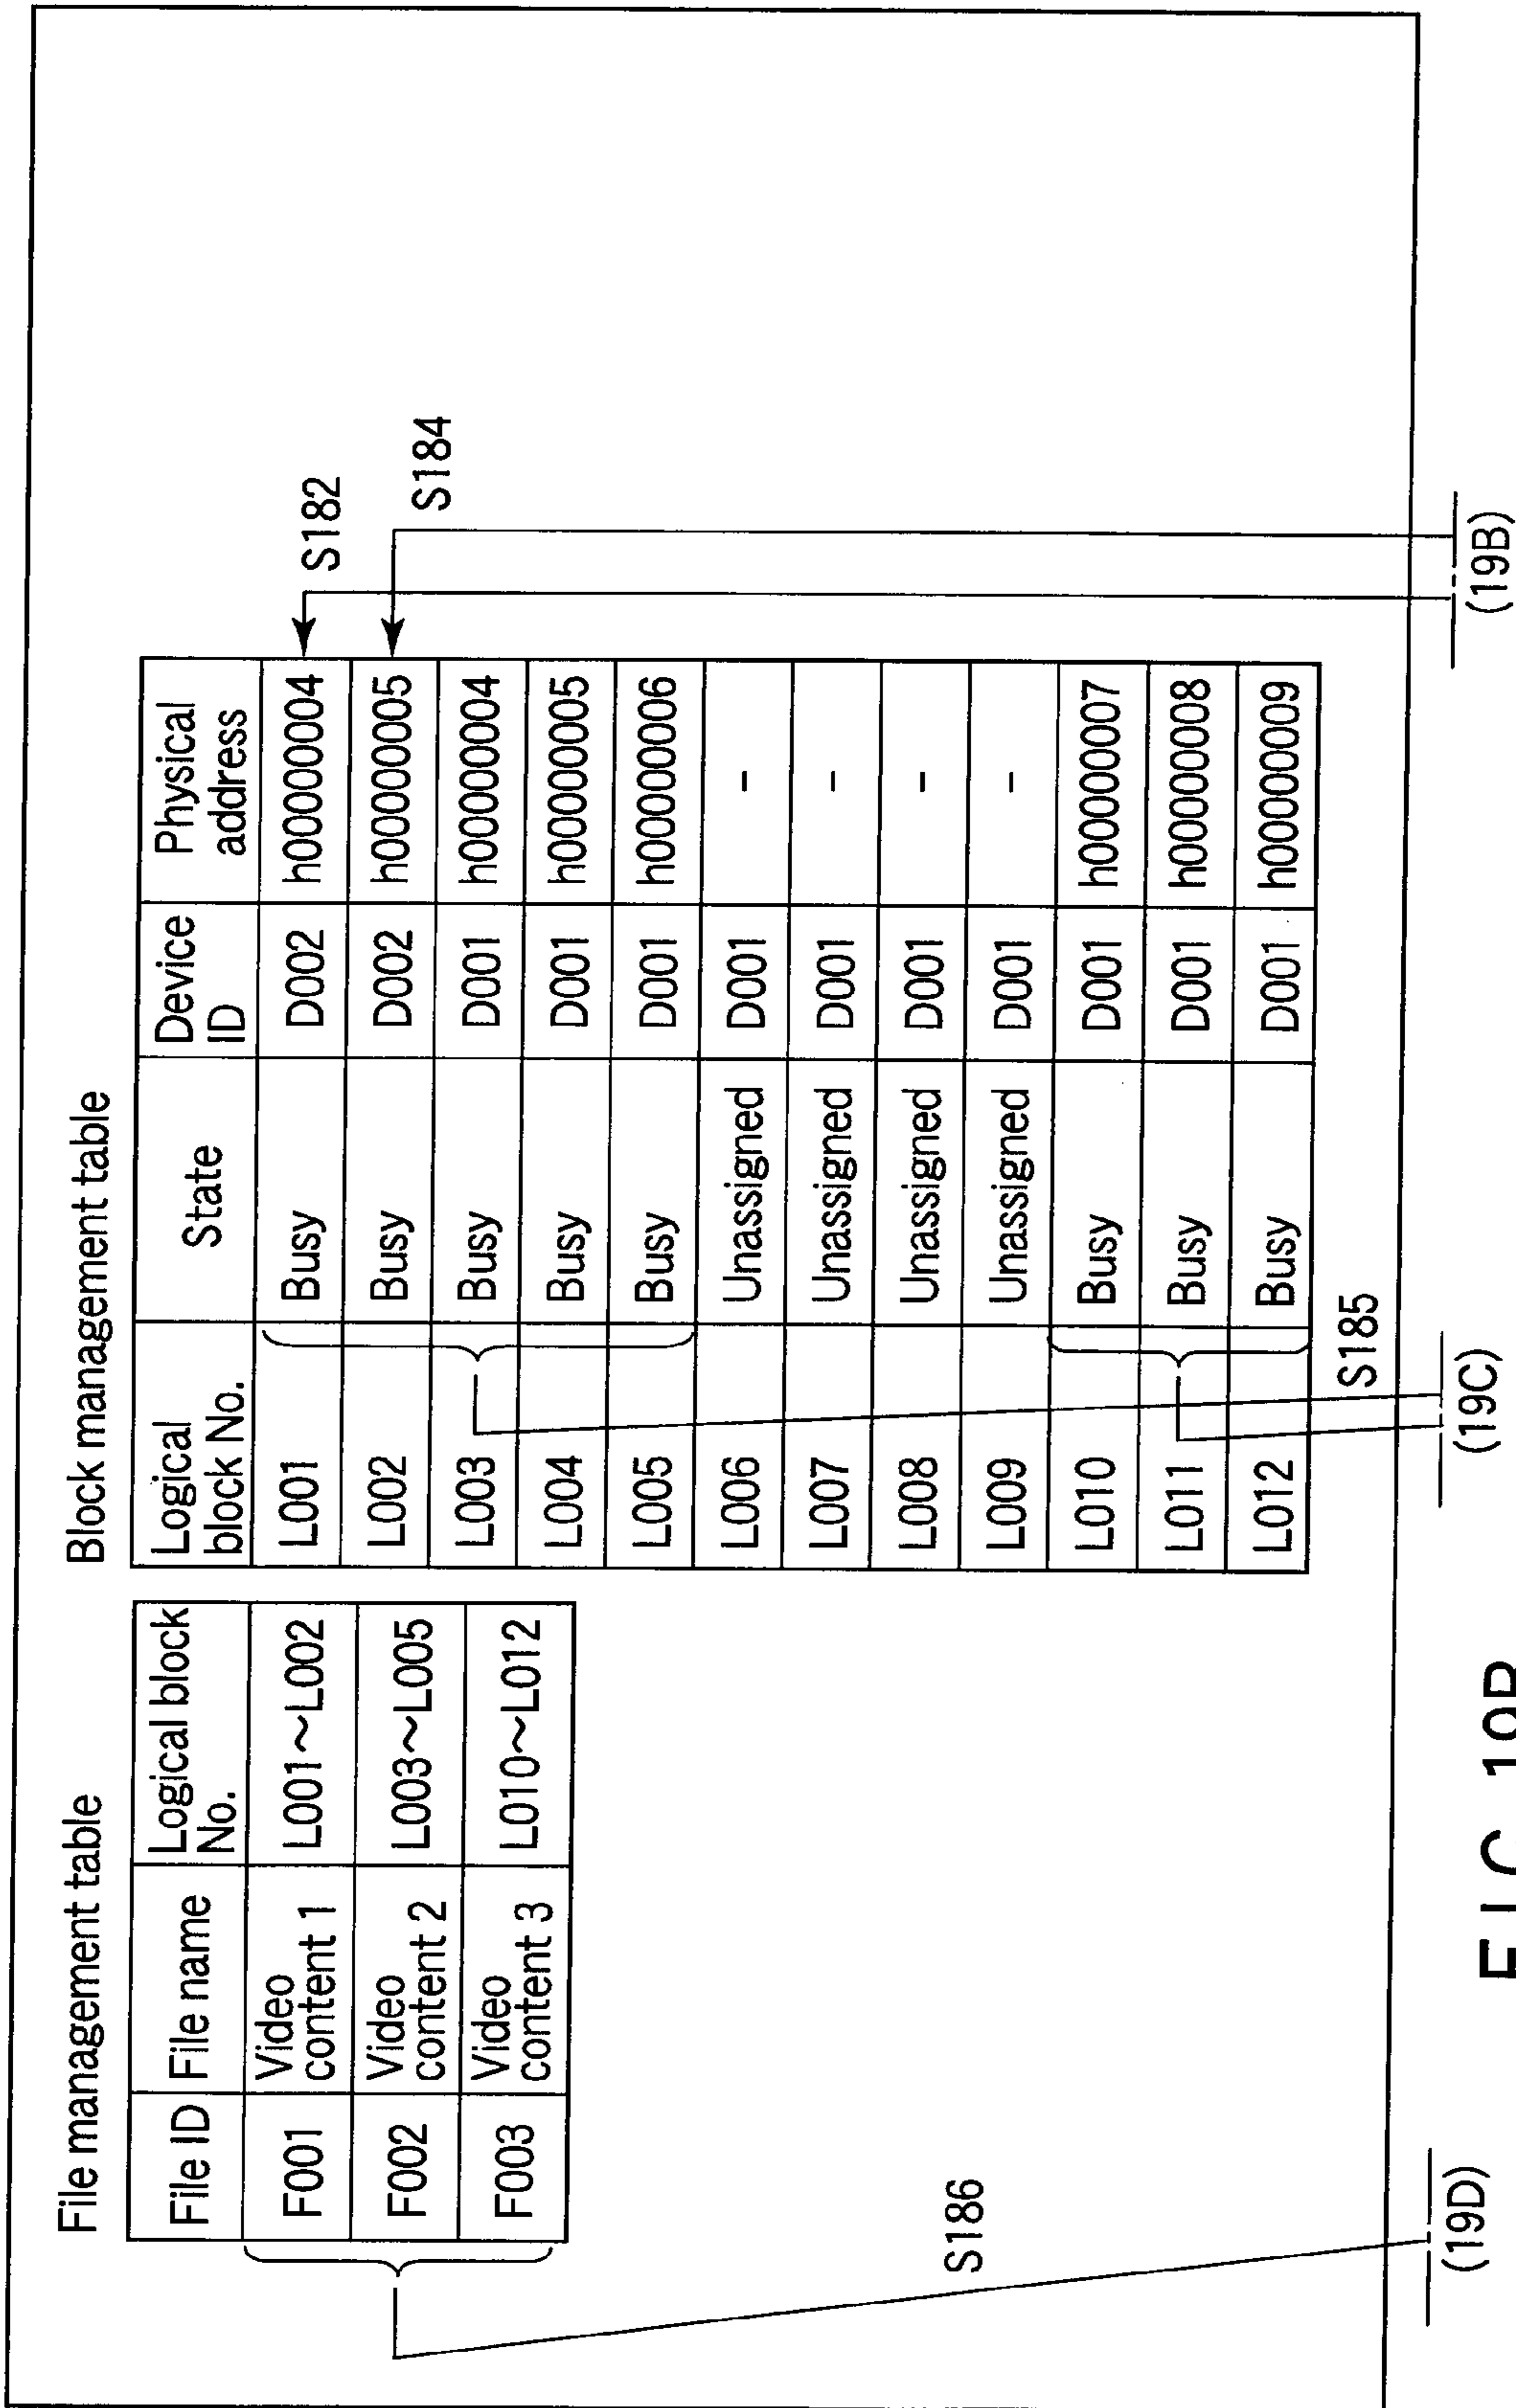 File management table
File ID File name Logical block No.
F001 Video content 1 L001~L002
F002 Video content 2 L003~L005
F003 Video content 3 L010~L012
Block management table
Logical block No. State Device ID Physical address
L001 Busy D002 h00000004
L002 Busy D002 h00000005
L003 Busy D001 h00000004
L004 Busy D001 h00000005
L005 Busy D001 h00000006
L006 Unassigned D001 -
L007 Unassigned D001 -
L008 Unassigned D001 -
L009 Unassigned D001 -
L010 Busy D001 h00000007
L011 Busy D001 h00000008
L012 Busy D001 h00000009
S182
S184
S185
S186
(19D)
(19C)
(19B)
FIG. 19B